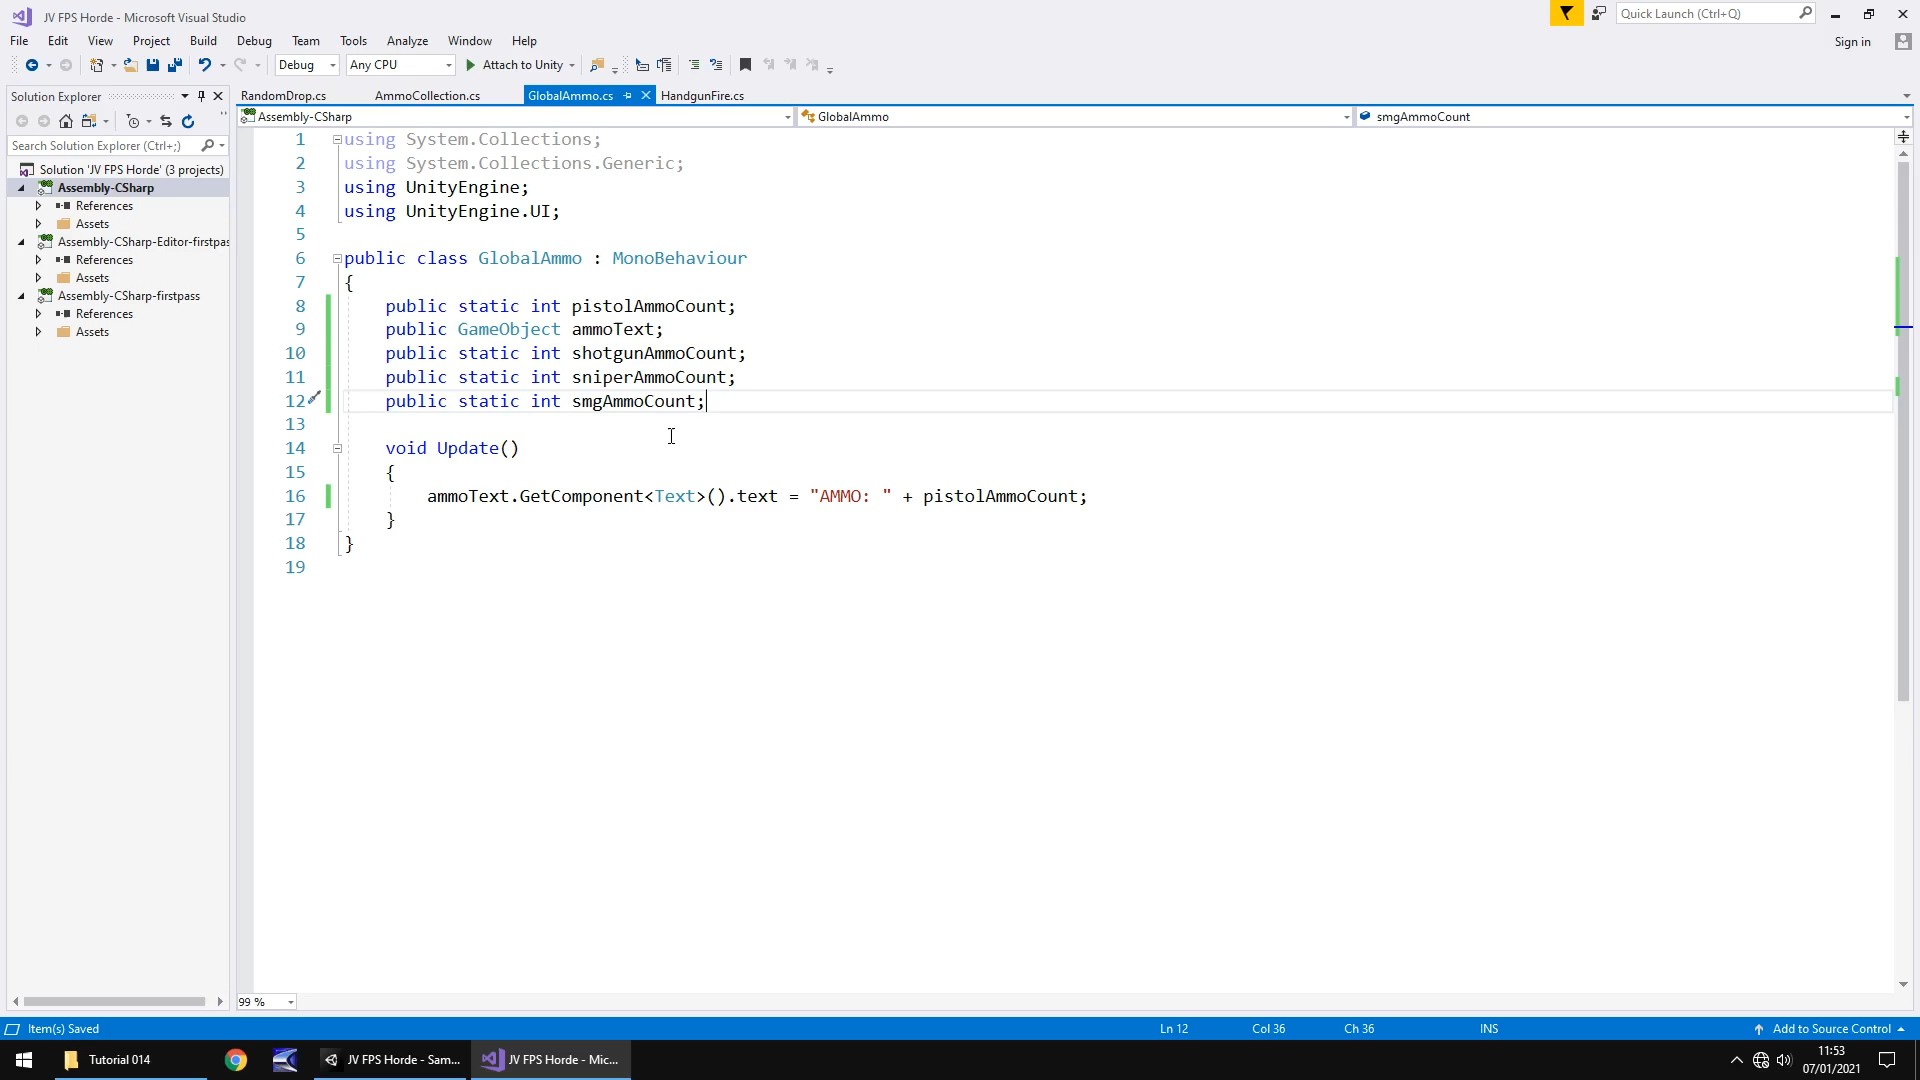 JV FPS Horde - Microsoft Visual Studio
Quick Launch (Ctrl+Q)
File Edit View Project Build Debug Team Tools Analyze Window Help
Sign in
Debug Any CPU Attach to Unity
Solution Explorer
RandomDrop.cs AmmoCollection.cs GlobalAmmo.cs HandgunFire.cs
Assembly-CSharp GlobalAmmo smgAmmoCount
Search Solution Explorer (Ctrl+;)
Solution 'JV FPS Horde' (3 projects)
Assembly-CSharp
References
Assets
Assembly-CSharp-Editor-firstpas
References
Assets
Assembly-CSharp-firstpass
References
Assets
1 using System.Collections;
2 using System.Collections.Generic;
3 using UnityEngine;
4 using UnityEngine.UI;
5
6 public class GlobalAmmo : MonoBehaviour
7 {
8 public static int pistolAmmoCount;
9 public GameObject ammoText;
10 public static int shotgunAmmoCount;
11 public static int sniperAmmoCount;
12 public static int smgAmmoCount;
13
14 void Update()
15 {
16 ammoText.GetComponent<Text>().text = "AMMO: " + pistolAmmoCount;
17 }
18 }
19
99 %
Item(s) Saved Ln 12 Col 36 Ch 36 INS Add to Source Control
Tutorial 014 JV FPS Horde - Sam... JV FPS Horde - Mic...
11:53
07/01/2021